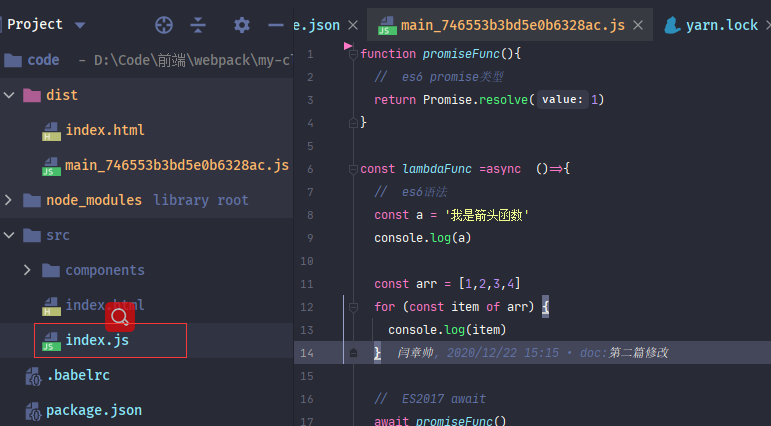 Project
code – D:\Code\前端\webpack\my-cl
dist
index.html
main_746553b3bd5e0b6328ac.js
node_modules library root
src
components
index.html
index.js
.babelrc
package.json
e.json
main_746553b3bd5e0b6328ac.js
yarn.lock
1 function promiseFunc(){
2 // es6 promise类型
3 return Promise.resolve( value: 1)
4 }
5
6 const lambdaFunc =async ()=>{
7 // es6语法
8 const a = '我是箭头函数'
9 console.log(a)
10
11 const arr = [1,2,3,4]
12 for (const item of arr) {
13 console.log(item)
14 } 闫章帅, 2020/12/22 15:15 • doc:第二篇修改
15
16 // ES2017 await
17 await promiseFunc()